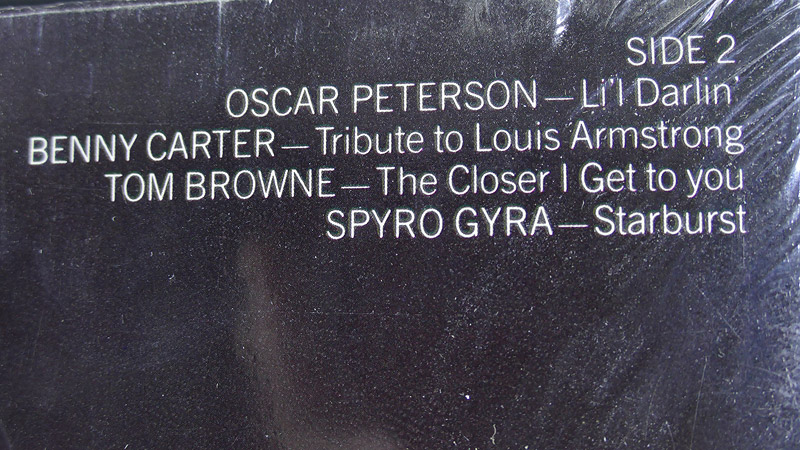 SIDE 2
OSCAR PETERSON — Li'l Darlin'
BENNY CARTER — Tribute to Louis Armstrong
TOM BROWNE — The Closer I Get to you
SPYRO GYRA — Starburst